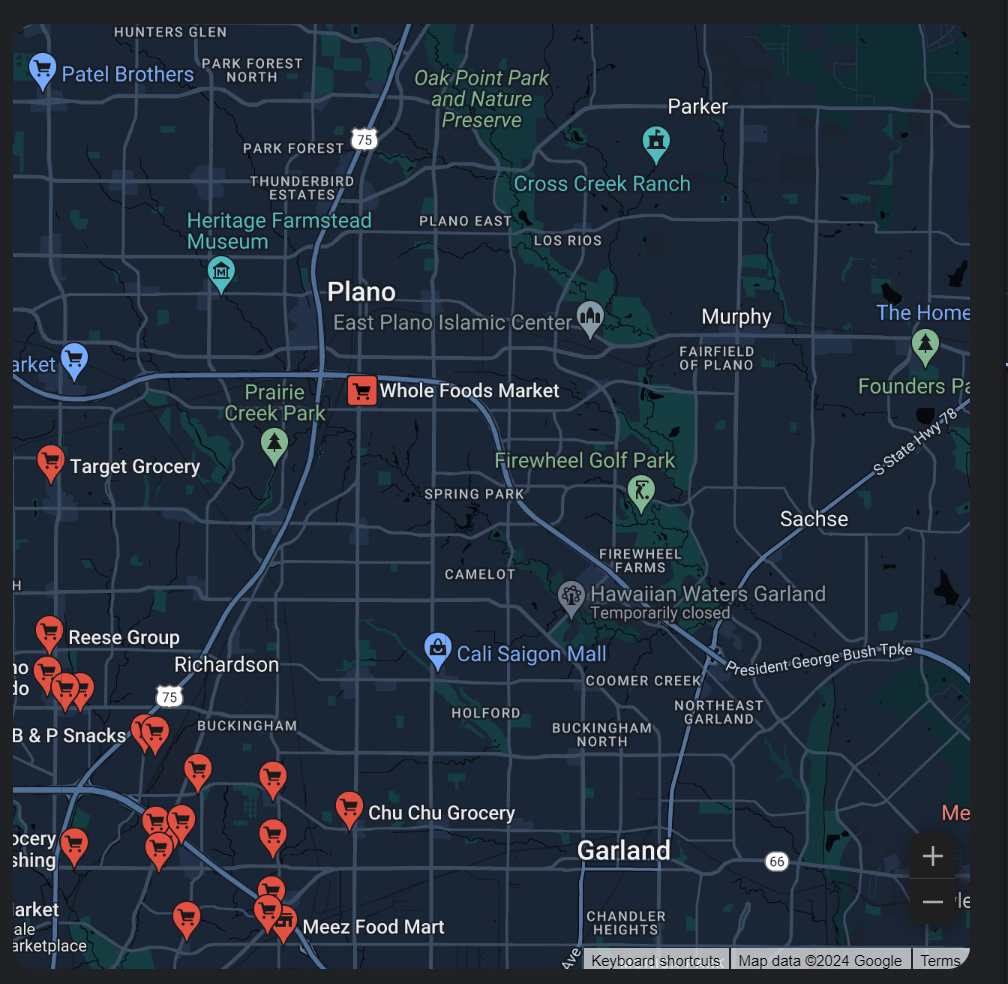 HUNTERS GLEN
PARK FOREST
NORTH
Patel Brothers
Oak Point Park
and Nature
Preserve
Parker
75
PARK FOREST
THUNDERBIRD
ESTATES
Cross Creek Ranch
Heritage Farmstead
Museum
PLANO EAST
LOS RIOS
Plano
East Plano Islamic Center
Murphy
The Home
FAIRFIELD
OF PLANO
arket
Whole Foods Market
Prairie
Creek Park
Founders Pa
S State Hwy 78
Target Grocery
Firewheel Golf Park
SPRING PARK
Sachse
FIREWHEEL
FARMS
CAMELOT
H
Hawaiian Waters Garland
Temporarily closed
Reese Group
Cali Saigon Mall
President George Bush Tpke
Richardson
no
do
COOMER CREEK
75
HOLFORD
NORTHEAST
GARLAND
B & P Snacks
BUCKINGHAM
BUCKINGHAM
NORTH
Chu Chu Grocery
Me
ocery
shing
Garland
66
+
−
arket
ale
arketplace
Meez Food Mart
CHANDLER
HEIGHTS
Ave
Keyboard shortcuts
Map data ©2024 Google
Terms